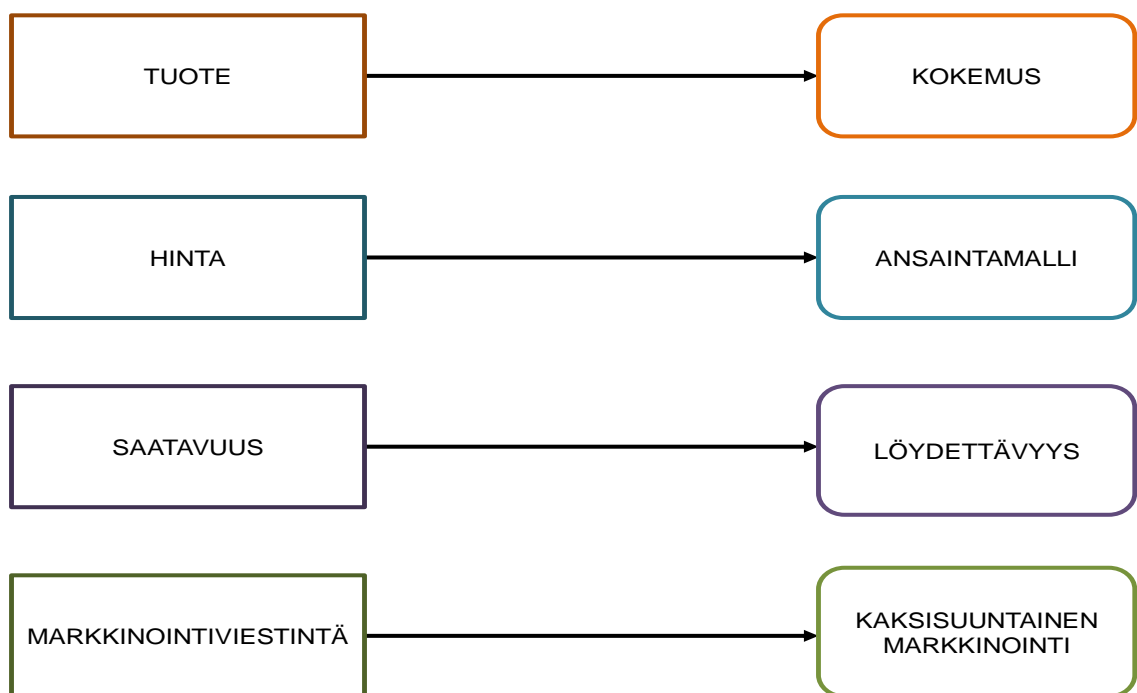 TUOTE
KOKEMUS
HINTA
ANSAINTAMALLI
SAATAVUUS
LÖYDETTÄVYYS
MARKKINOINTIVIESTINTÄ
KAKSISUUNTAINEN
MARKKINOINTI